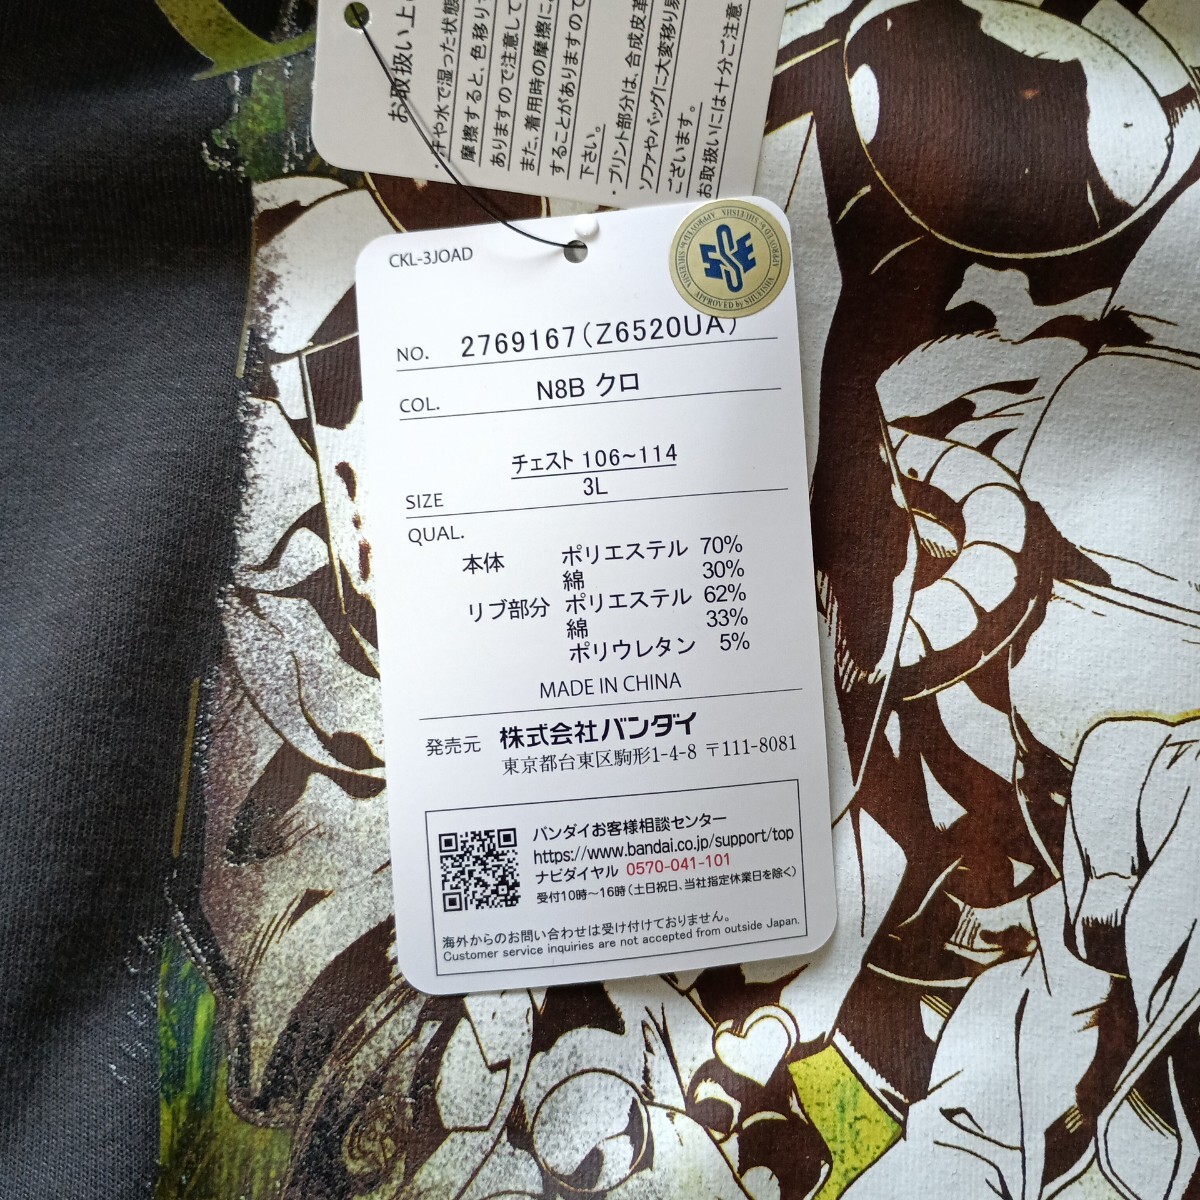 お取扱い上の
汗や水で湿った状態
摩擦すると、色移り
ありますので注意して
また、着用時の摩擦に
することがありますので
下さい。
・プリント部分は、合成皮革
ソファやバッグに大変移り易
ございます。
お取扱いには十分ご注意
CKL-3JOAD
APPROVED by SHUEISHA
NO. 2769167(Z6520UA)
COL. N8B クロ
チェスト 106~114
SIZE 3L
QUAL.
本体 ポリエステル 70%
綿 30%
リブ部分 ポリエステル 62%
綿 33%
ポリウレタン 5%
MADE IN CHINA
発売元 株式会社バンダイ
東京都台東区駒形1-4-8 〒111-8081
バンダイお客様相談センター
https://www.bandai.co.jp/support/top
ナビダイヤル 0570-041-101
受付10時～16時(土日祝日、当社指定休業日を除く)
海外からのお問い合わせは受け付けておりません。
Customer service inquiries are not accepted from outside Japan.